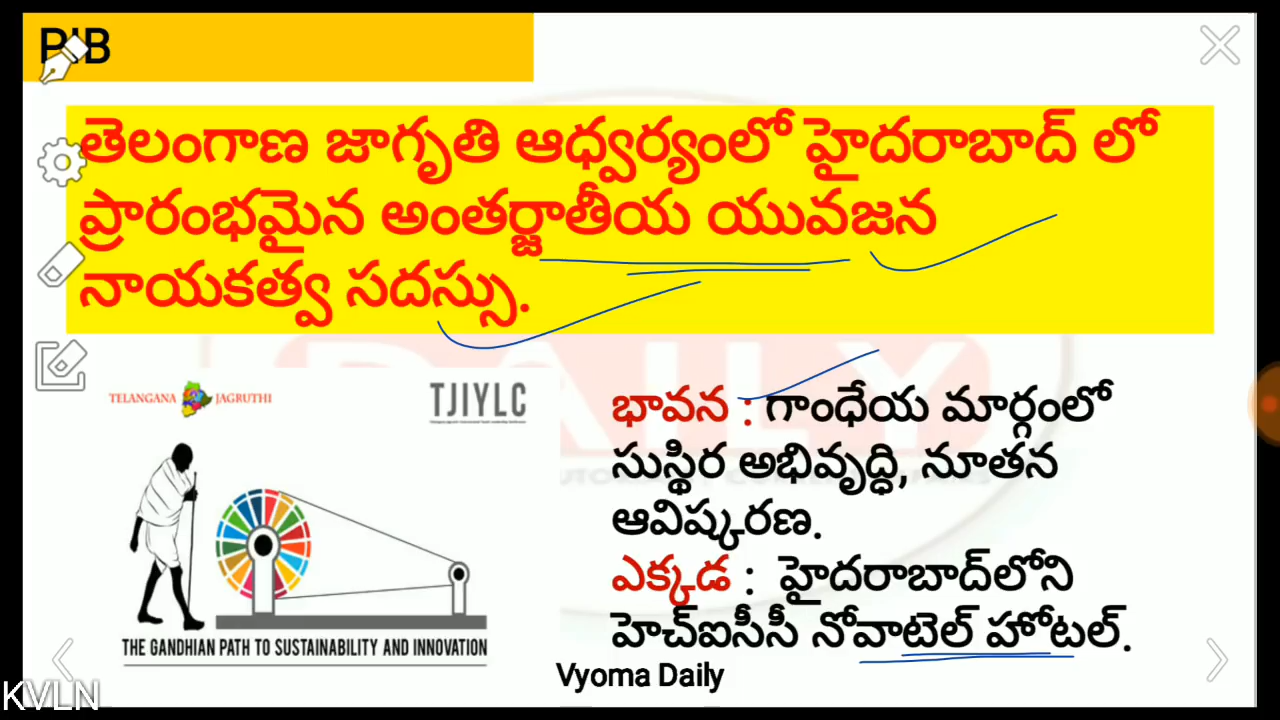 PIB
తెలంగాణ జాగృతి ఆధ్వర్యంలో హైదరాబాద్ లో
ప్రారంభమైన అంతర్జాతీయ యువజన
నాయకత్వ సదస్సు.
TELANGANA JAGRUTHI
TJIYLC
THE GANDHIAN PATH TO SUSTAINABILITY AND INNOVATION
భావన : గాంధేయ మార్గంలో
సుస్థిర అభివృద్ధి, నూతన
ఆవిష్కరణ.
ఎక్కడ : హైదరాబాద్‌లోని
హెచ్‌ఐసీసీ నోవాటెల్ హోటల్.
DAILY
Vyoma Daily
KVLN